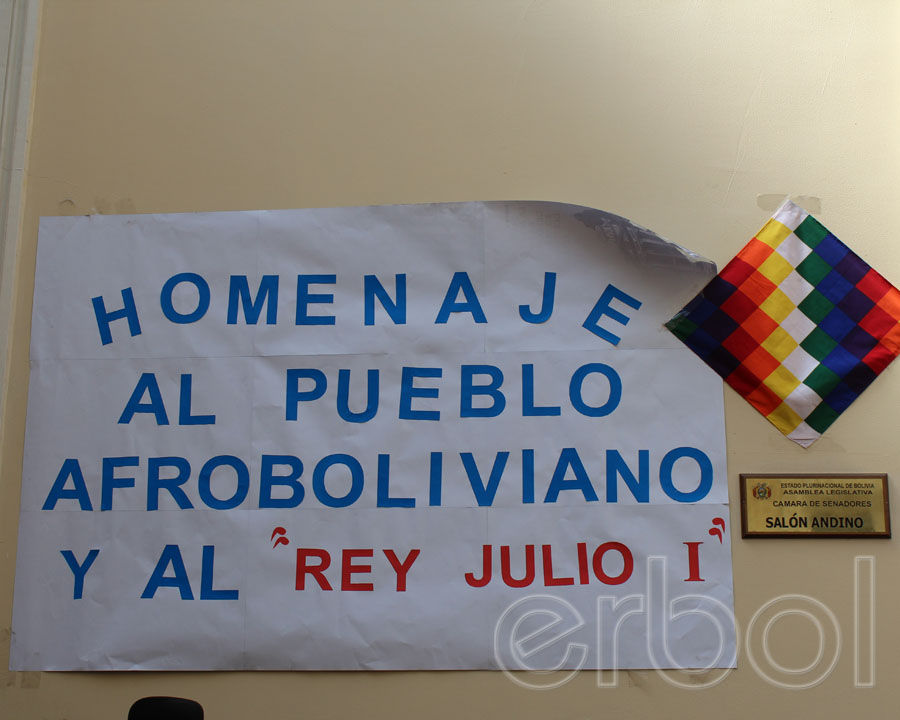 HOMENAJE
AL PUEBLO
AFROBOLIVIANO
Y AL "REY JULIO I"
ESTADO PLURINACIONAL DE BOLIVIA
ASAMBLEA LEGISLATIVA
CAMARA DE SENADORES
SALÓN ANDINO
erbol